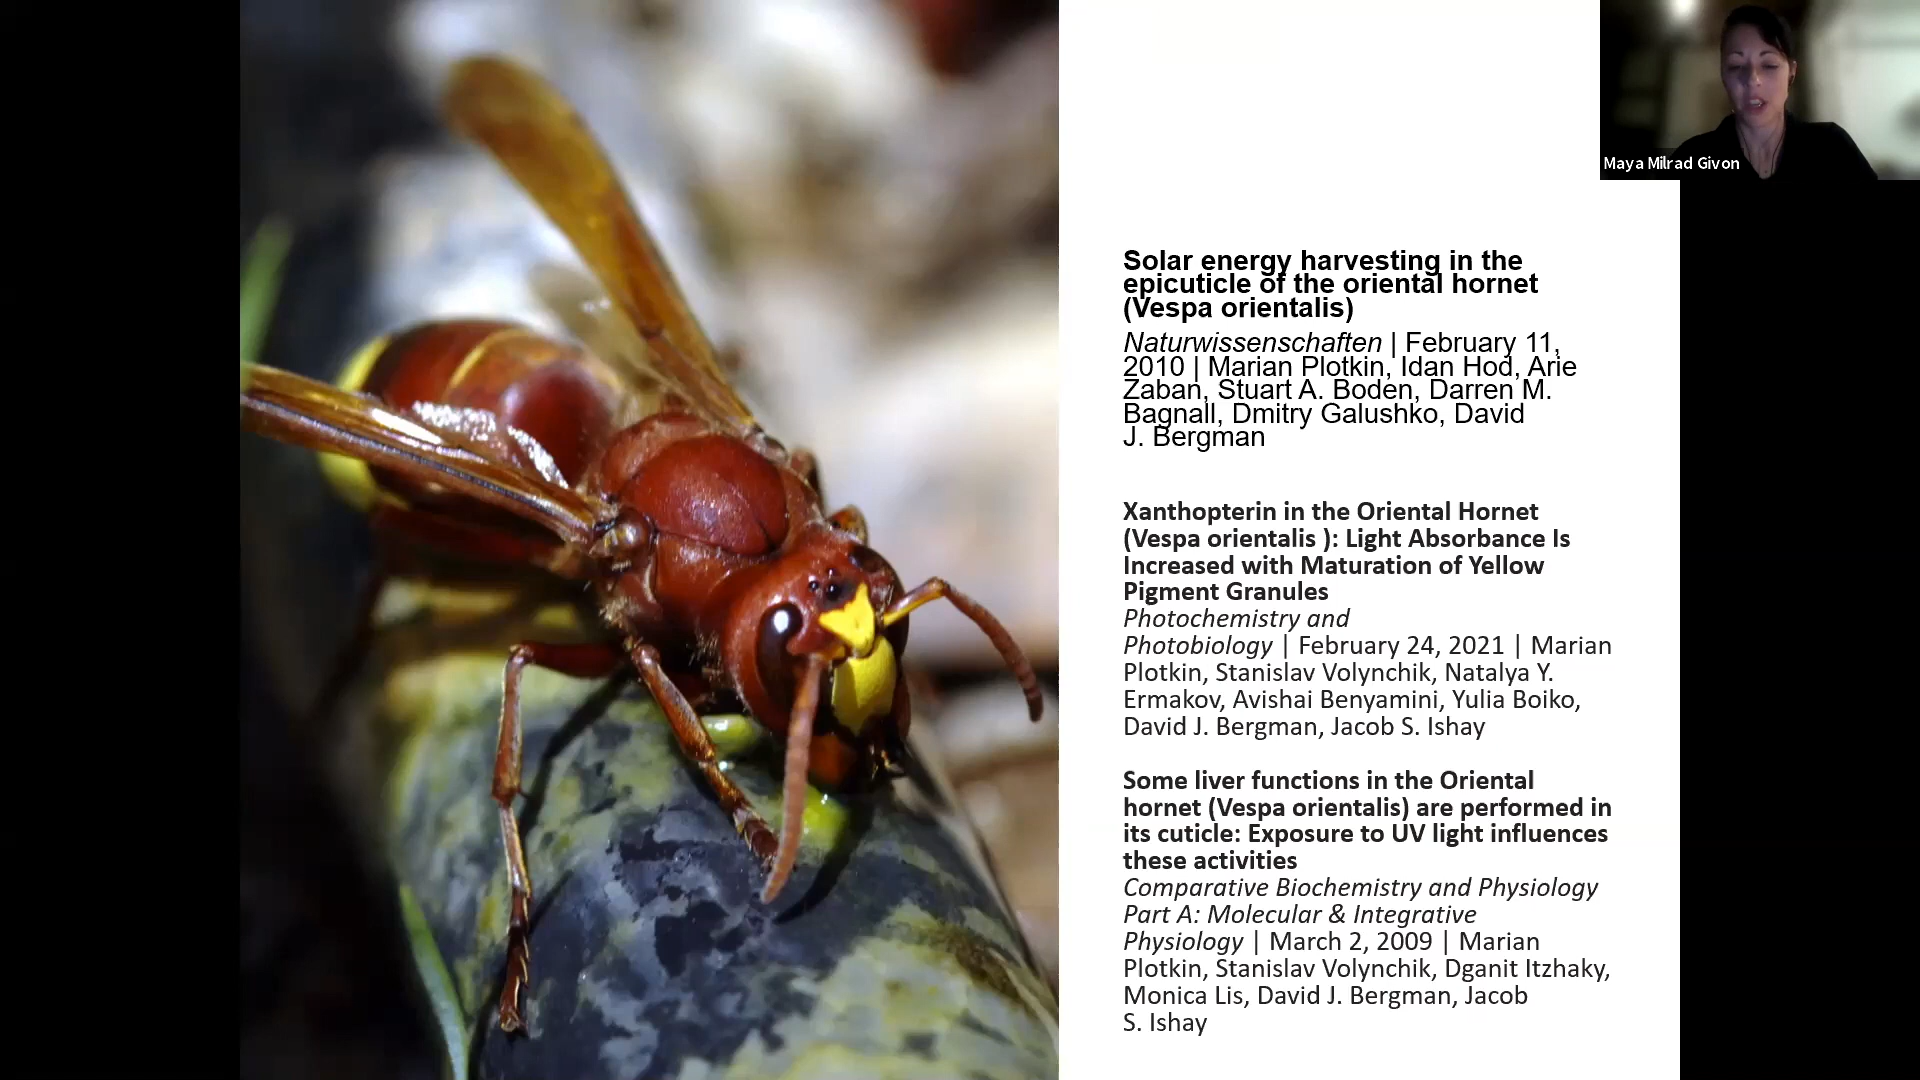 Maya Milrad Givon
Solar energy harvesting in the
epicuticle of the oriental hornet
(Vespa orientalis)
Naturwissenschaften | February 11,
2010 | Marian Plotkin, Idan Hod, Arie
Zaban, Stuart A. Boden, Darren M.
Bagnall, Dmitry Galushko, David
J. Bergman
Xanthopterin in the Oriental Hornet
(Vespa orientalis ): Light Absorbance Is
Increased with Maturation of Yellow
Pigment Granules
Photochemistry and
Photobiology | February 24, 2021 | Marian
Plotkin, Stanislav Volynchik, Natalya Y.
Ermakov, Avishai Benyamini, Yulia Boiko,
David J. Bergman, Jacob S. Ishay
Some liver functions in the Oriental
hornet (Vespa orientalis) are performed in
its cuticle: Exposure to UV light influences
these activities
Comparative Biochemistry and Physiology
Part A: Molecular & Integrative
Physiology | March 2, 2009 | Marian
Plotkin, Stanislav Volynchik, Dganit Itzhaky,
Monica Lis, David J. Bergman, Jacob
S. Ishay